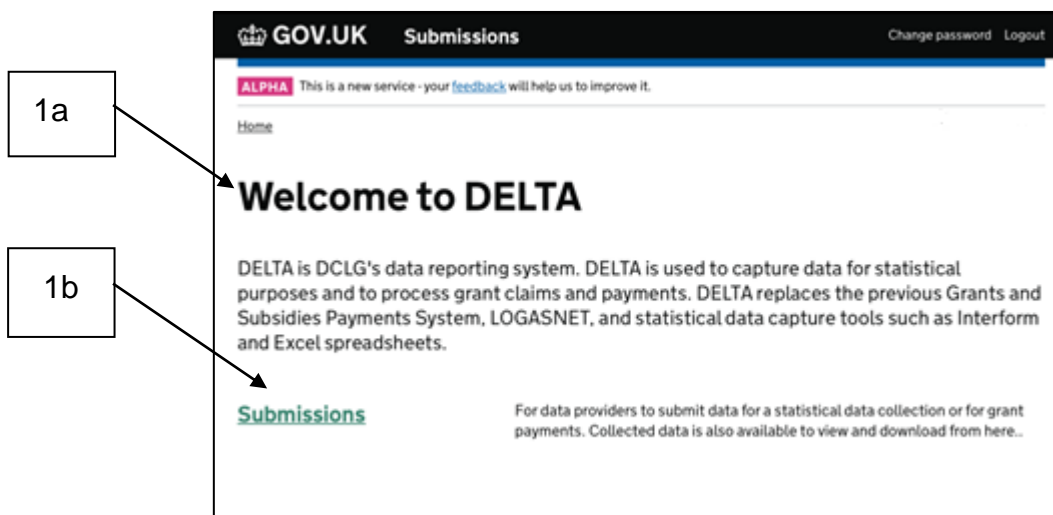 GOV.UK Submissions Change password Logout
ALPHA This is a new service - your feedback will help us to improve it.
1a
Home
Welcome to DELTA
1b
DELTA is DCLG's data reporting system. DELTA is used to capture data for statistical
purposes and to process grant claims and payments. DELTA replaces the previous Grants and
Subsidies Payments System, LOGASNET, and statistical data capture tools such as Interform
and Excel spreadsheets.
Submissions
For data providers to submit data for a statistical data collection or for grant
payments. Collected data is also available to view and download from here..